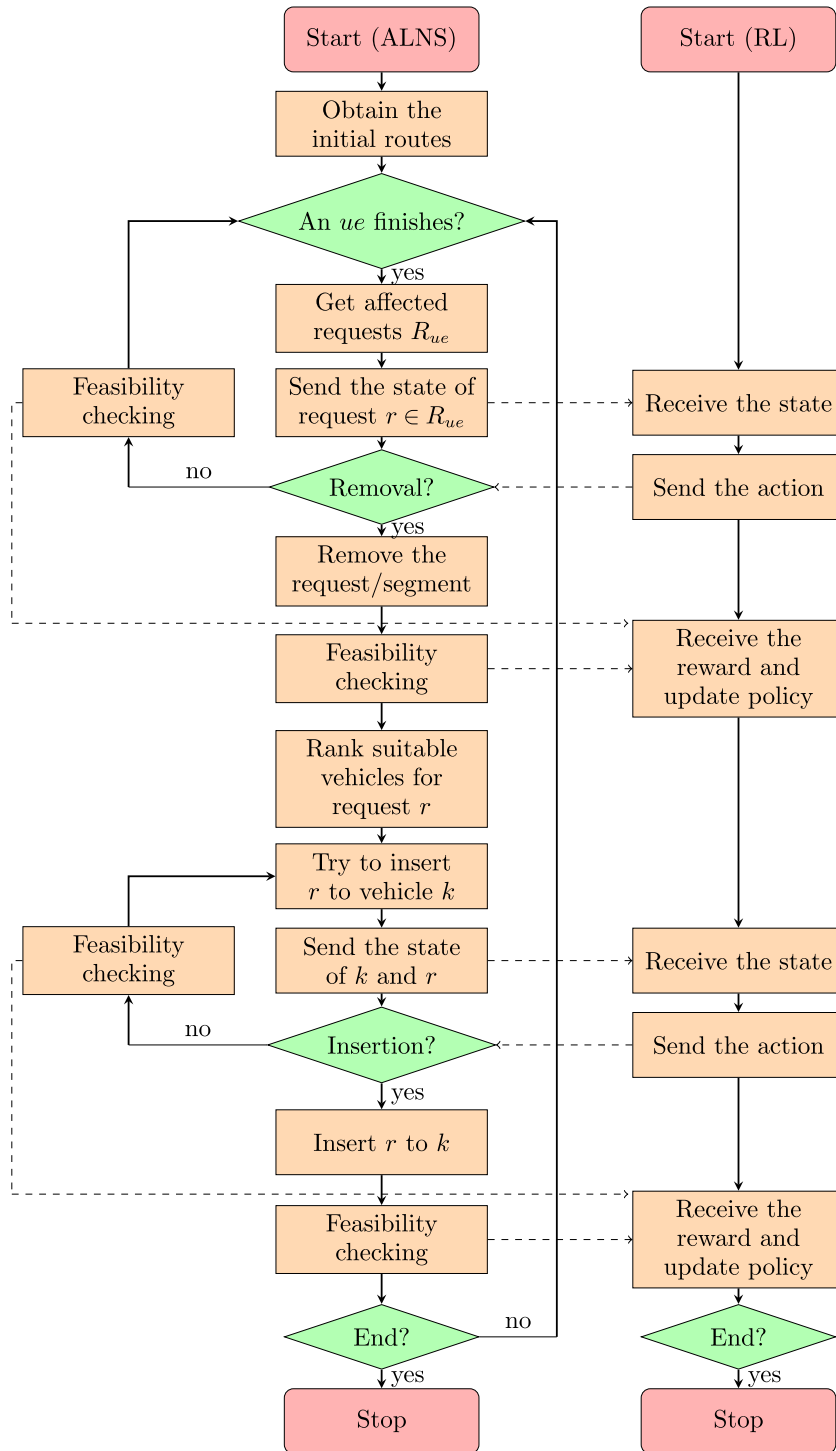 Start (ALNS)
Start (RL)
Obtain the
initial routes
An ue finishes?
yes
Get affected
requests R_{ue}
Feasibility
checking
Send the state of
request r ∈ R_{ue}
Receive the state
no
Removal?
Send the action
yes
Remove the
request/segment
Feasibility
checking
Receive the
reward and
update policy
Rank suitable
vehicles for
request r
Try to insert
r to vehicle k
Feasibility
checking
Send the state
of k and r
Receive the state
no
Insertion?
Send the action
yes
Insert r to k
Feasibility
checking
Receive the
reward and
update policy
End?
no
End?
yes
yes
Stop
Stop